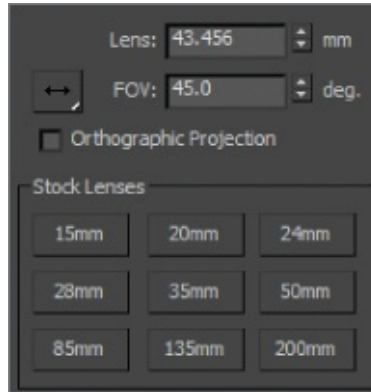 Lens: 43.456 mm
FOV: 45.0 deg.
Orthographic Projection
Stock Lenses
15mm 20mm 24mm
28mm 35mm 50mm
85mm 135mm 200mm